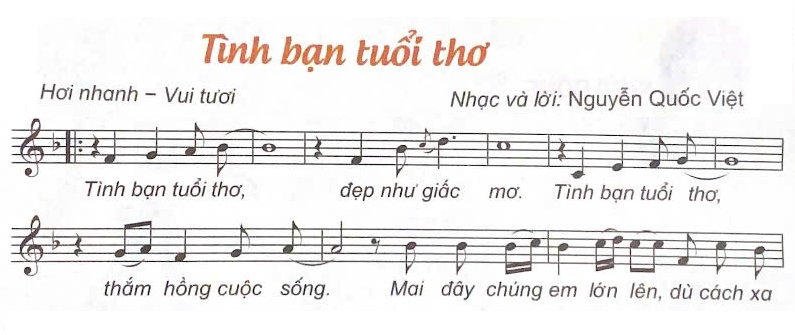 Tình bạn tuổi thơ
Hơi nhanh – Vui tươi
Nhạc và lời: Nguyễn Quốc Việt
Tình bạn tuổi thơ, đẹp như giấc mơ. Tình bạn tuổi thơ,
thắm hồng cuộc sống. Mai đây chúng em lớn lên, dù cách xa